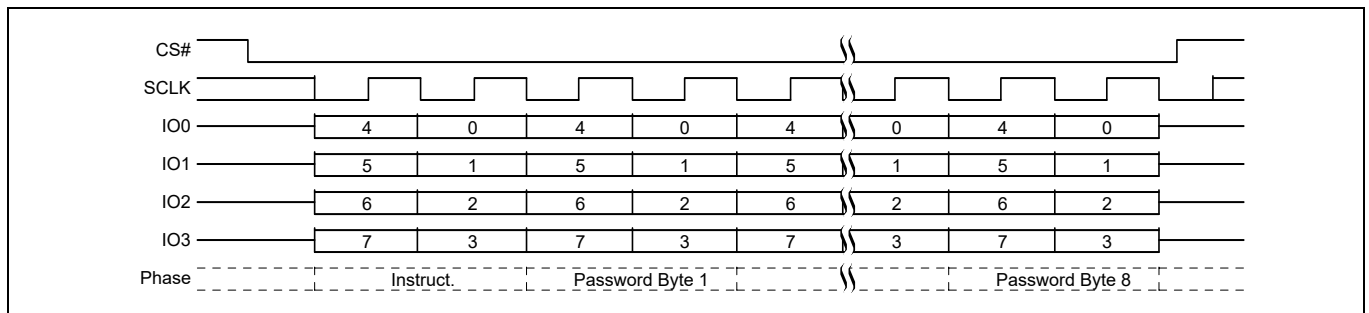 CS#
SCLK
IO0 4 0 4 0 4 0 4 0
IO1 5 1 5 1 5 1 5 1
IO2 6 2 6 2 6 2 6 2
IO3 7 3 7 3 7 3 7 3
Phase Instruct. Password Byte 1 Password Byte 8